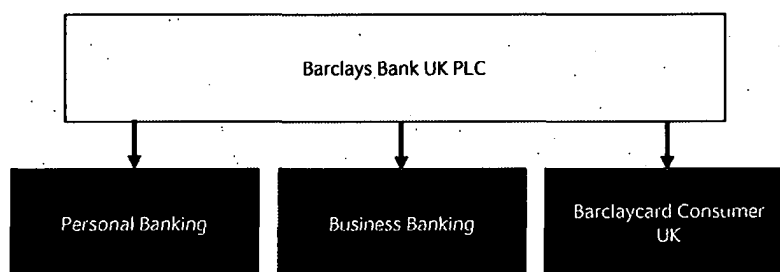 Barclays Bank UK PLC
Personal Banking
Business Banking
Barclaycard Consumer
UK